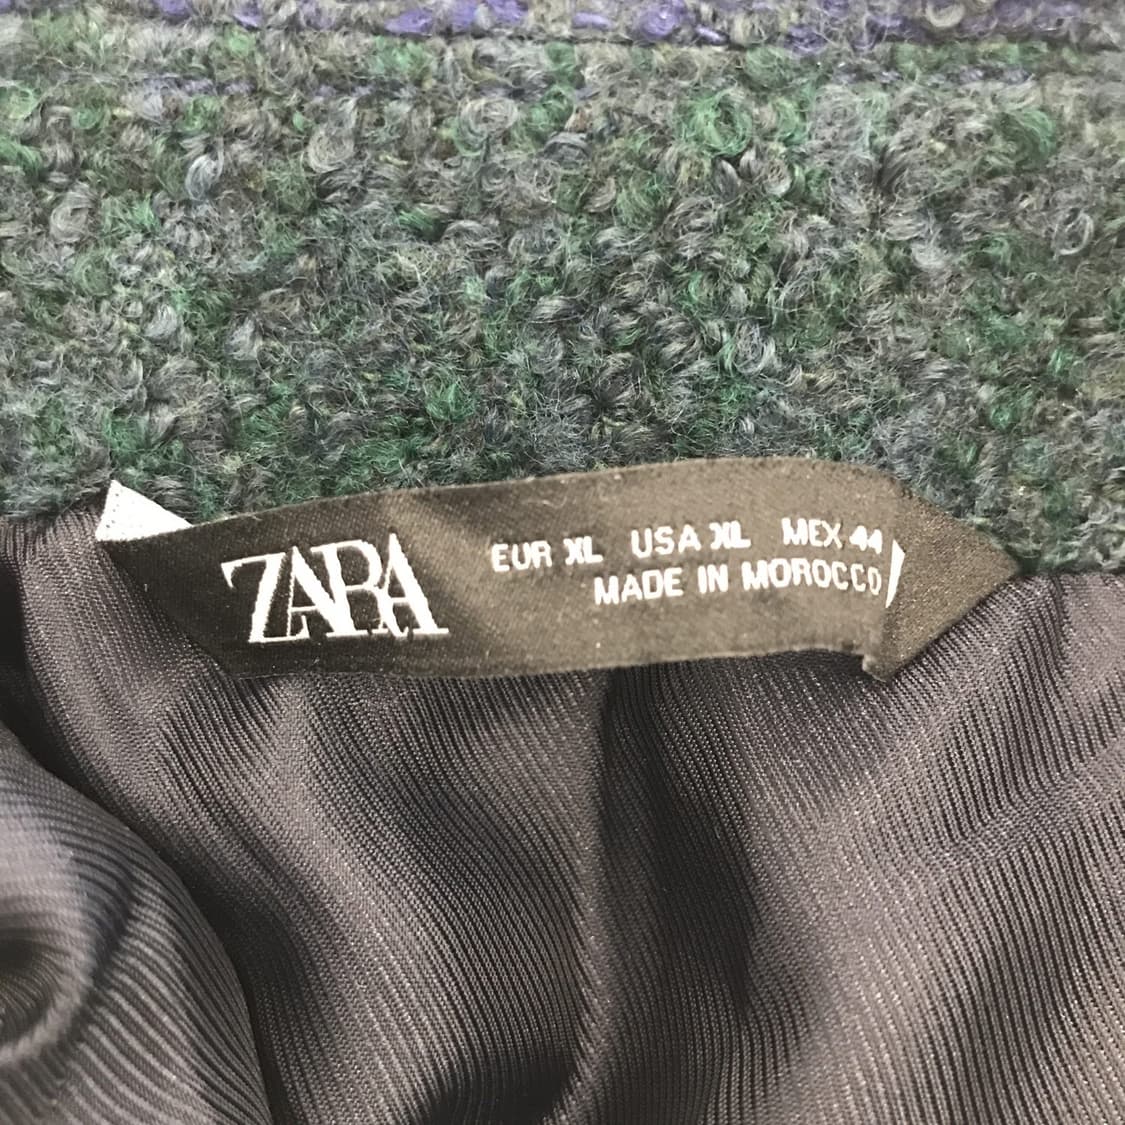 ZARA
EUR XL USA XL MEX 44
MADE IN MOROCCO